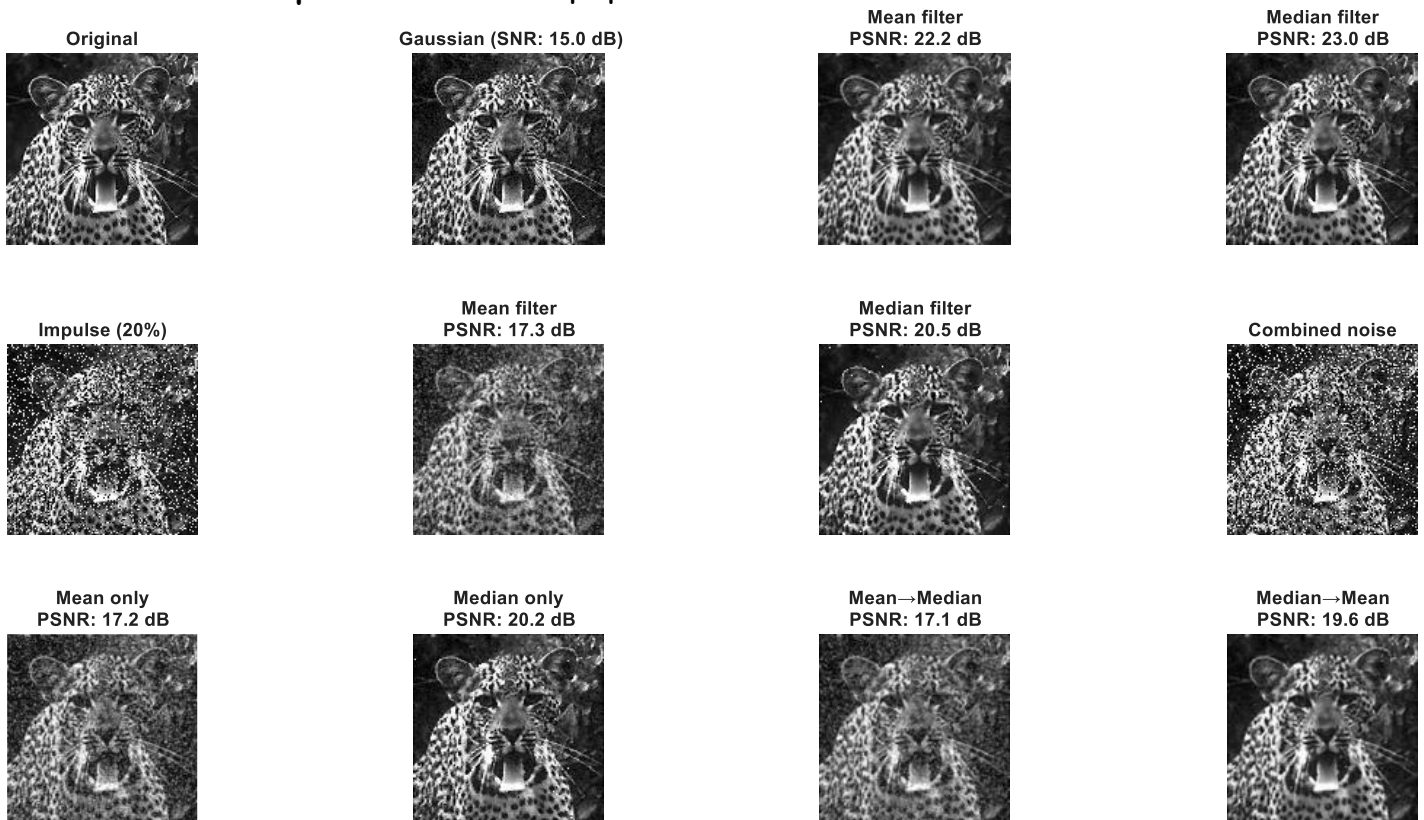 Original
Gaussian (SNR: 15.0 dB)
Mean filter
PSNR: 22.2 dB
Median filter
PSNR: 23.0 dB
Impulse (20%)
Mean filter
PSNR: 17.3 dB
Median filter
PSNR: 20.5 dB
Combined noise
Mean only
PSNR: 17.2 dB
Median only
PSNR: 20.2 dB
Mean→Median
PSNR: 17.1 dB
Median→Mean
PSNR: 19.6 dB